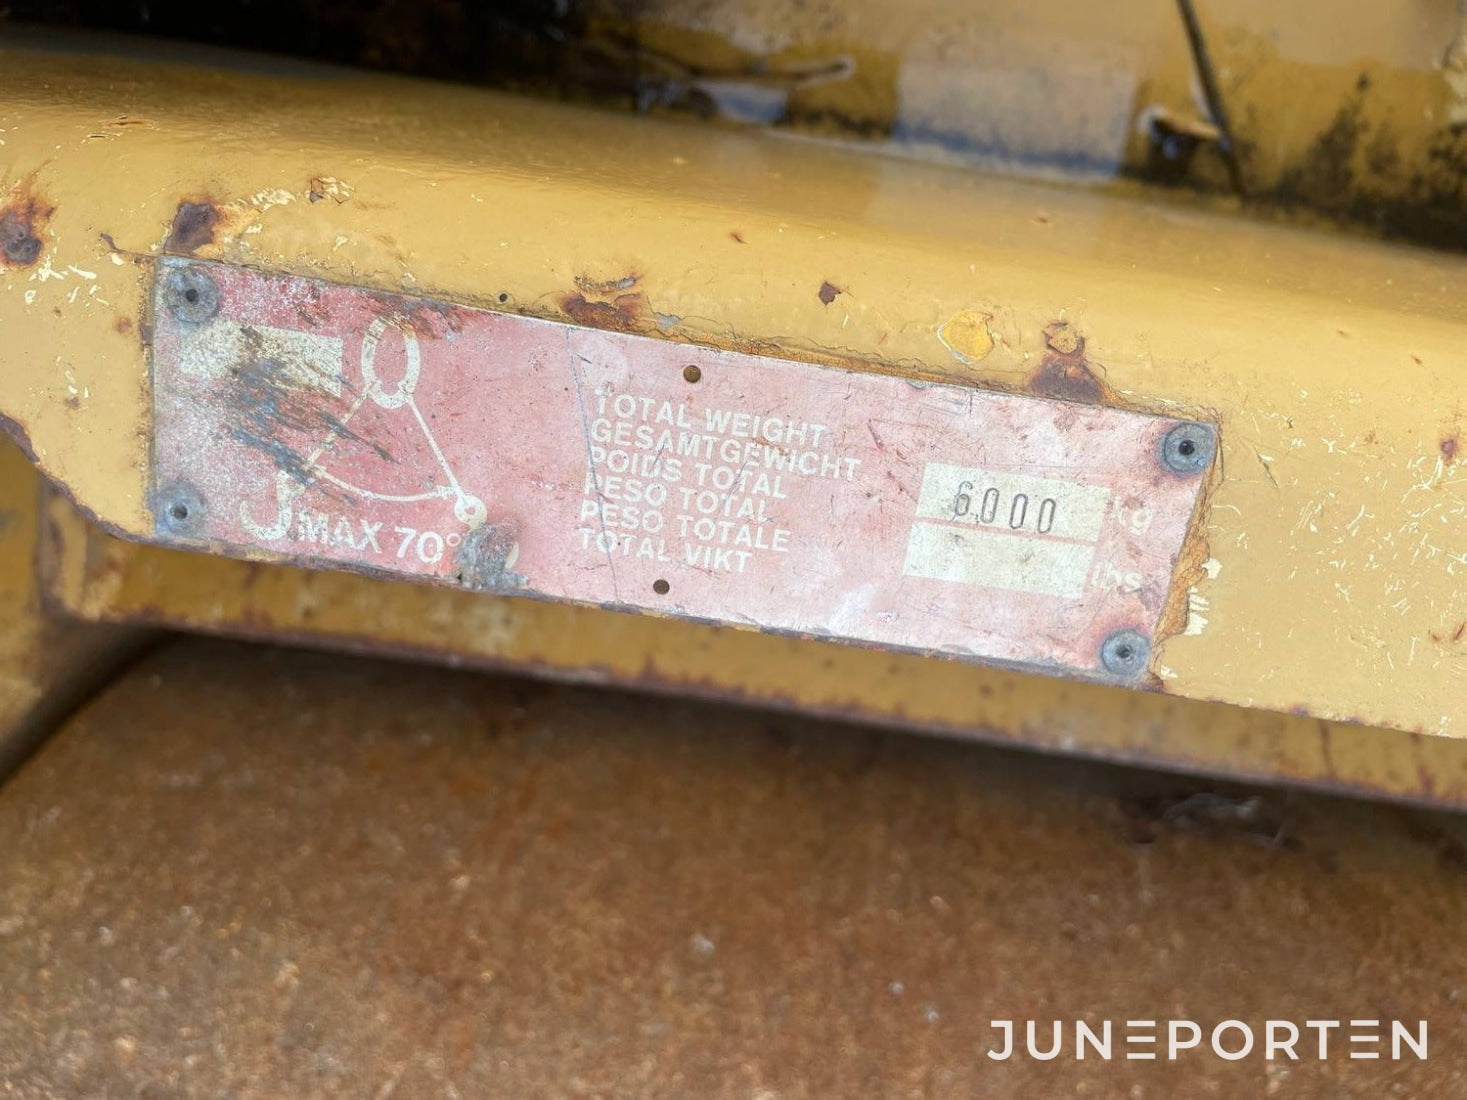 MAX 70°
TOTAL WEIGHT
GESAMTGEWICHT
POIDS TOTAL
PESO TOTAL
PESO TOTALE
TOTAL VIKT
6000 kg
lbs
JUNEPORTEN